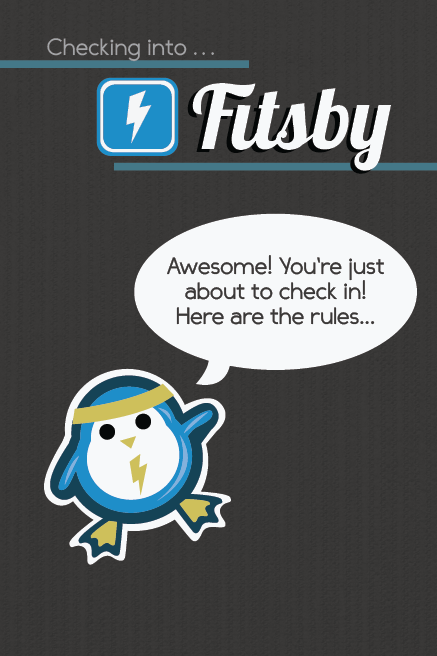 Checking into ...
Fitsby
Awesome! You're just
about to check in!
Here are the rules...